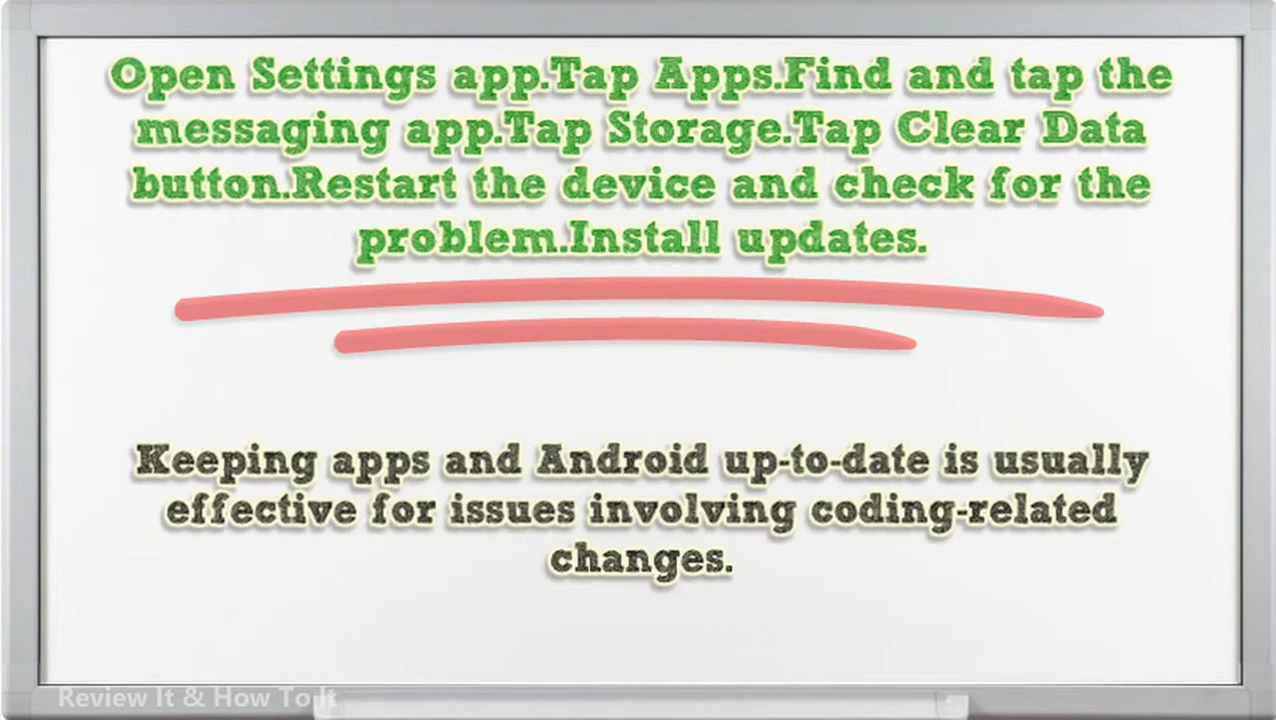 Open Settings app.Tap Apps.Find and tap the
messaging app.Tap Storage.Tap Clear Data
button.Restart the device and check for the
problem.Install updates.
Keeping apps and Android up-to-date is usually
effective for issues involving coding-related
changes.
Review It & How To It